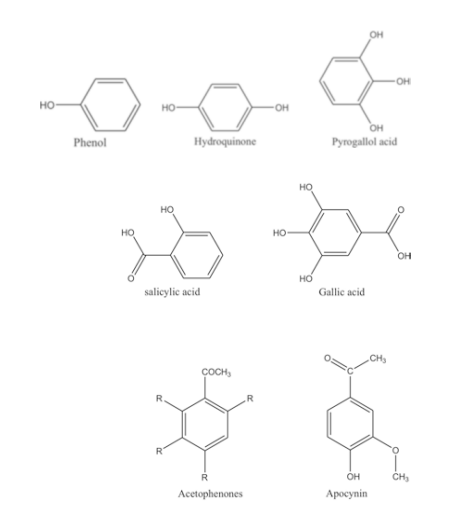 OH
HO
HO
OH
OH
OH
Phenol
Hydroquinone
Pyrogallol acid
HO
HO
O
HO
HO
O
OH
HO
salicylic acid
Gallic acid
COCH3
R
R
R
R
O
C
CH3
O
OH
CH3
Acetophenones
Apocynin